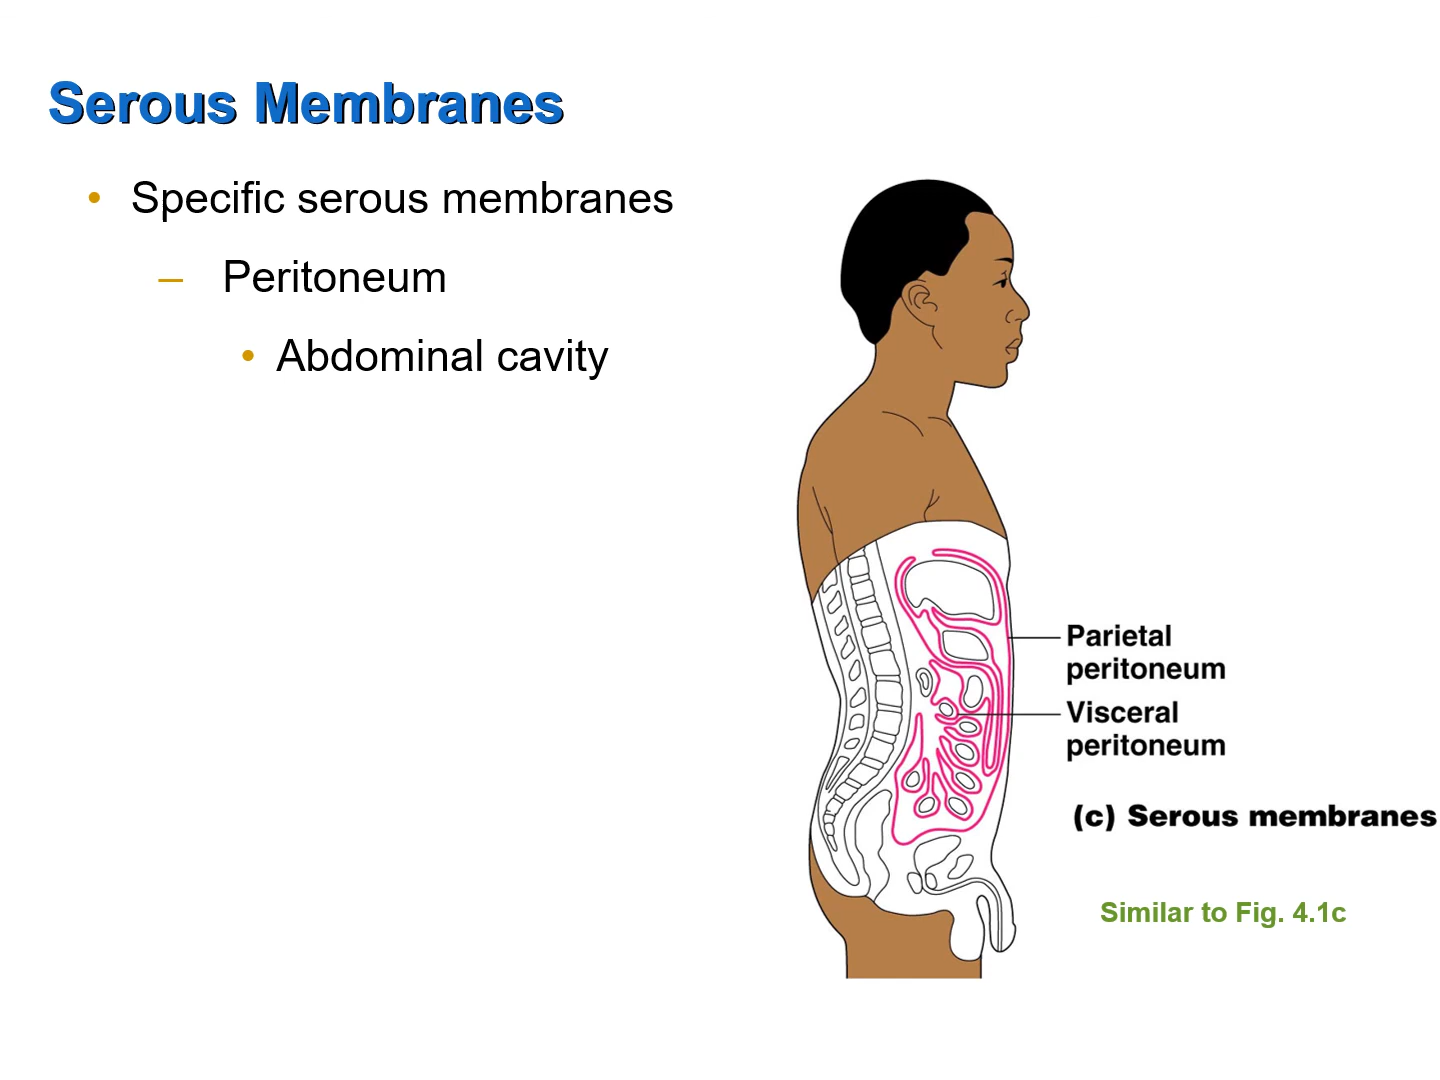 Serous Membranes
• Specific serous membranes
– Peritoneum
• Abdominal cavity
Parietal
peritoneum
Visceral
peritoneum
(c) Serous membranes
Similar to Fig. 4.1c